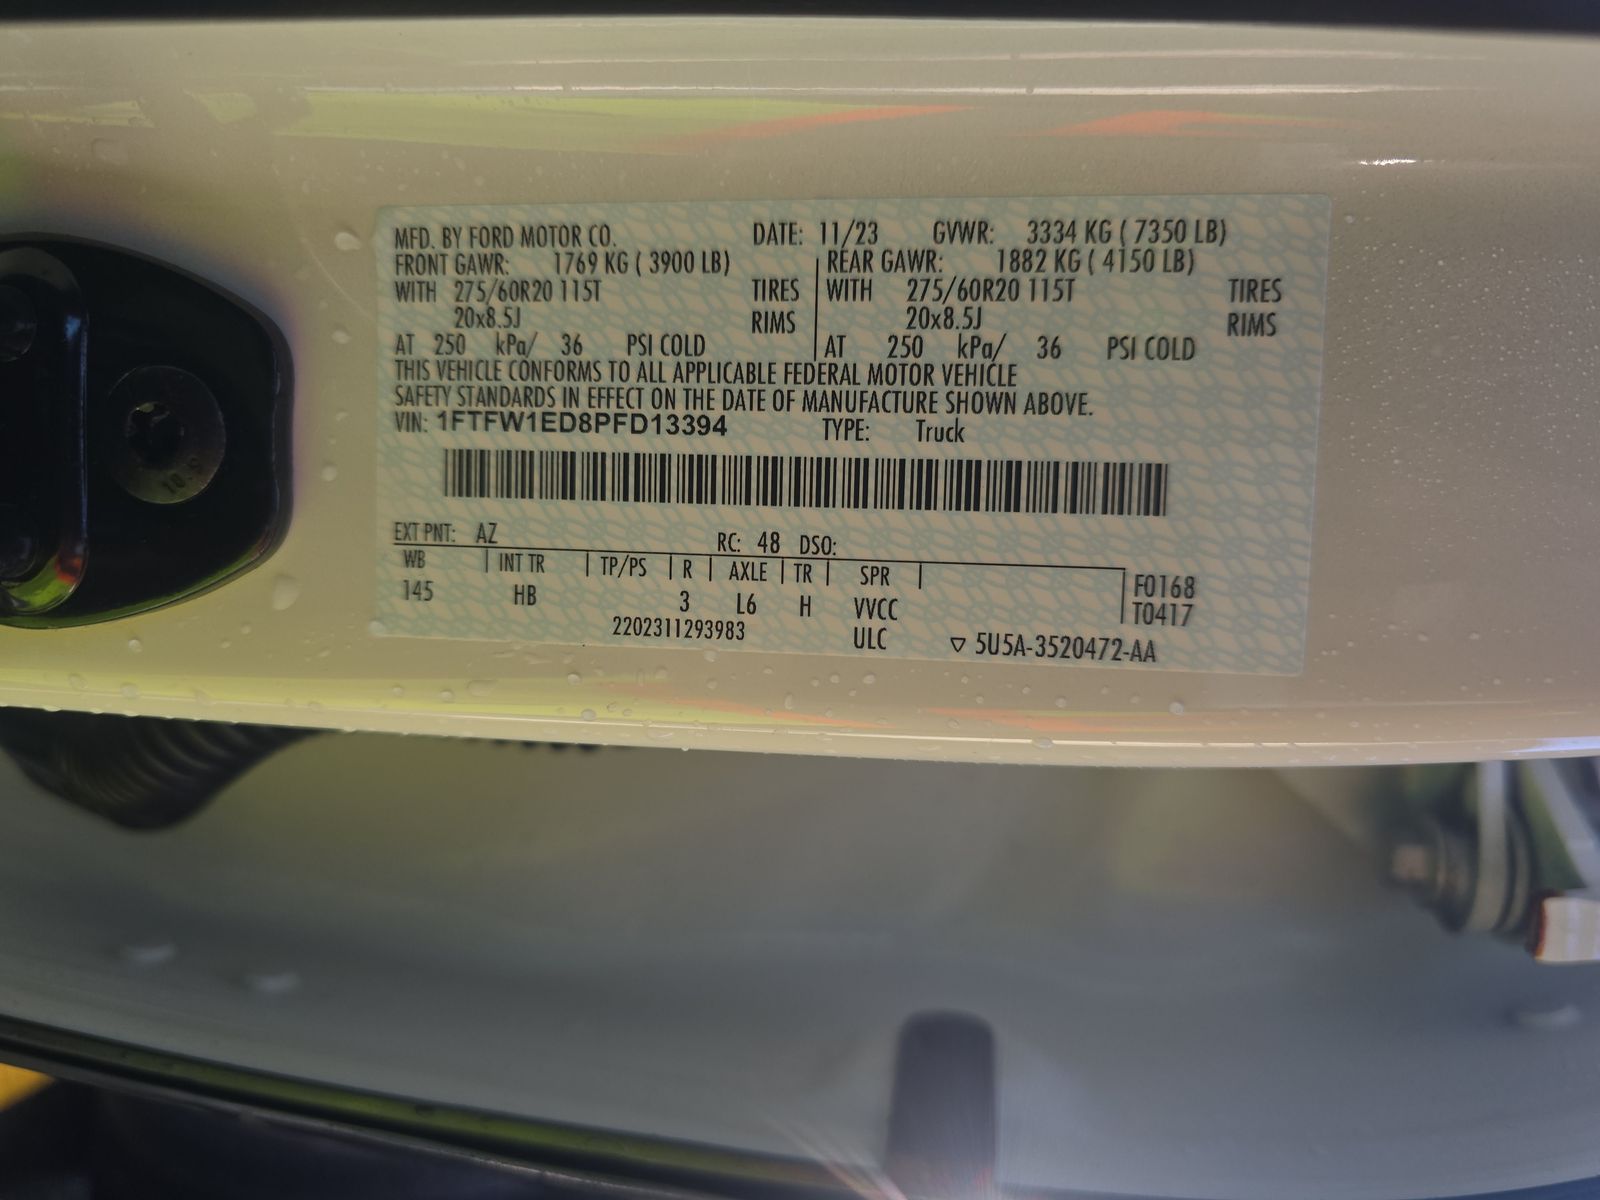 MFD. BY FORD MOTOR CO. DATE: 11/23 GVWR: 3334 KG ( 7350 LB)
FRONT GAWR: 1769 KG ( 3900 LB) REAR GAWR: 1882 KG ( 4150 LB)
WITH 275/60R20 115T TIRES WITH 275/60R20 115T TIRES
20x8.5J RIMS 20x8.5J RIMS
AT 250 kPa/ 36 PSI COLD AT 250 kPa/ 36 PSI COLD
THIS VEHICLE CONFORMS TO ALL APPLICABLE FEDERAL MOTOR VEHICLE
SAFETY STANDARDS IN EFFECT ON THE DATE OF MANUFACTURE SHOWN ABOVE.
VIN: 1FTFW1ED8PFD13394 TYPE: Truck
EXT PNT: AZ RC: 48 DSO:
WB INT TR TP/PS R AXLE TR SPR F0168
145 HB 3 L6 H VVCC T0417
2202311293983 ULC ▽ 5U5A-3520472-AA
10.9